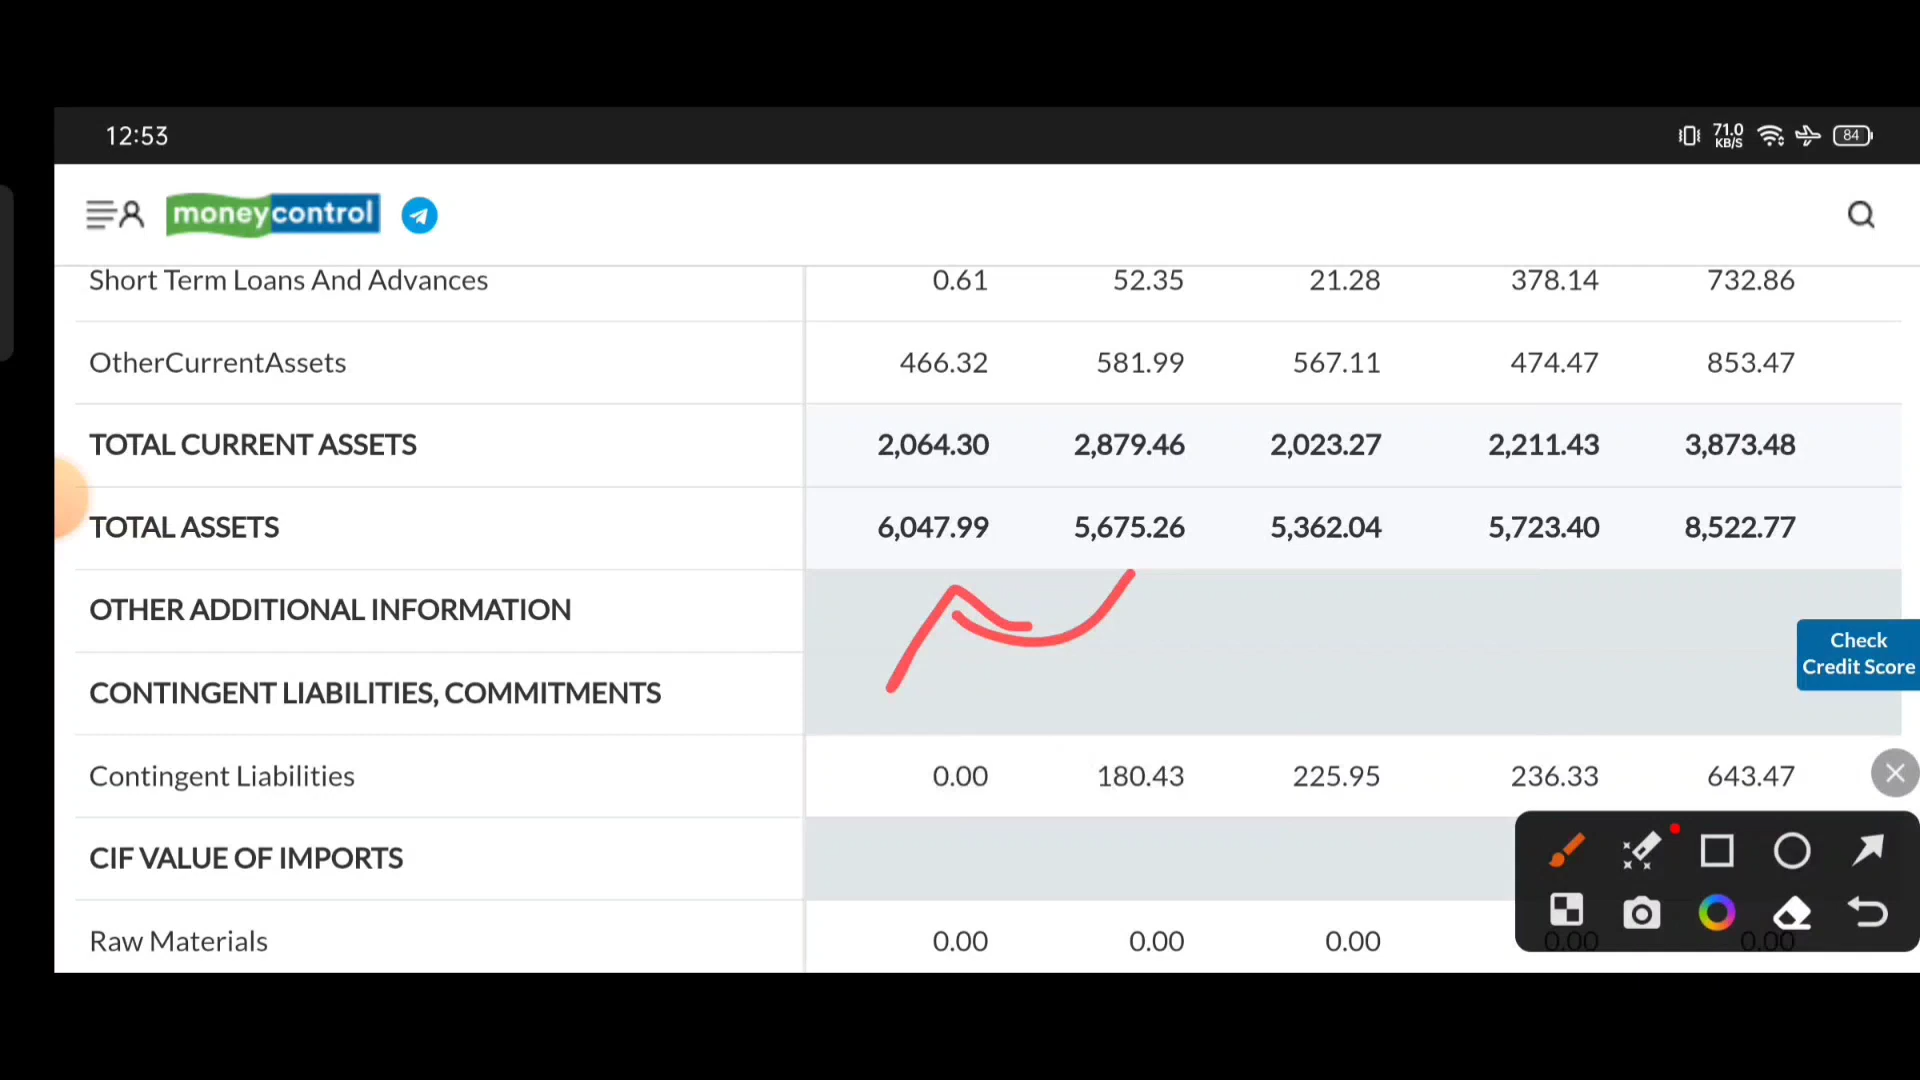 12:53
71.0
KB/S
84
moneycontrol
Short Term Loans And Advances 0.61 52.35 21.28 378.14 732.86
OtherCurrentAssets 466.32 581.99 567.11 474.47 853.47
TOTAL CURRENT ASSETS 2,064.30 2,879.46 2,023.27 2,211.43 3,873.48
TOTAL ASSETS 6,047.99 5,675.26 5,362.04 5,723.40 8,522.77
OTHER ADDITIONAL INFORMATION
Check
Credit Score
CONTINGENT LIABILITIES, COMMITMENTS
Contingent Liabilities 0.00 180.43 225.95 236.33 643.47
CIF VALUE OF IMPORTS
Raw Materials 0.00 0.00 0.00 0.00 0.00